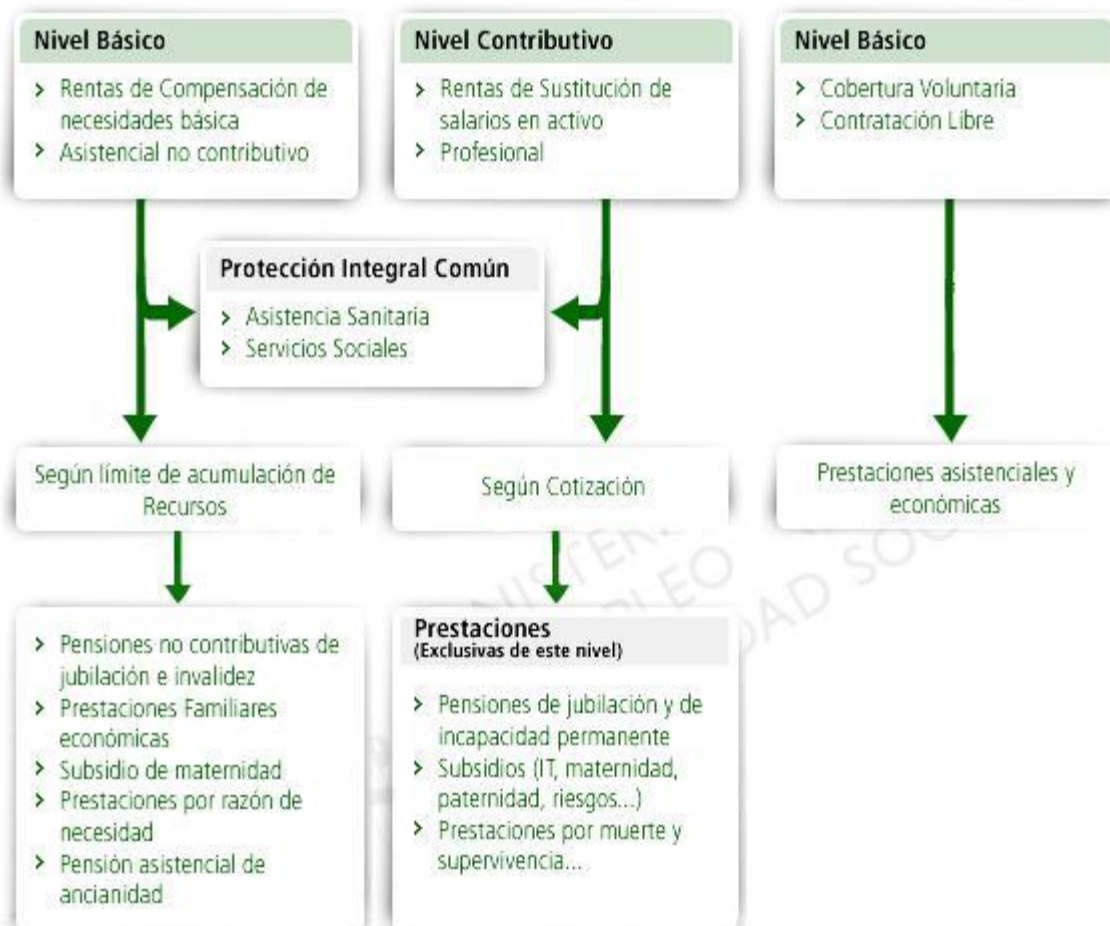 Nivel Básico
> Rentas de Compensación de
necesidades básica
> Asistencial no contributivo
Nivel Contributivo
> Rentas de Sustitución de
salarios en activo
> Profesional
Nivel Básico
> Cobertura Voluntaria
> Contratación Libre
Protección Integral Común
> Asistencia Sanitaria
> Servicios Sociales
Según límite de acumulación de
Recursos
Según Cotización
Prestaciones asistenciales y
económicas
> Pensiones no contributivas de
jubilación e invalidez
> Prestaciones Familiares
económicas
> Subsidio de maternidad
> Prestaciones por razón de
necesidad
> Pensión asistencial de
ancianidad
Prestaciones
(Exclusivas de este nivel)
> Pensiones de jubilación y de
incapacidad permanente
> Subsidios (IT, maternidad,
paternidad, riesgos...)
> Prestaciones por muerte y
supervivencia...